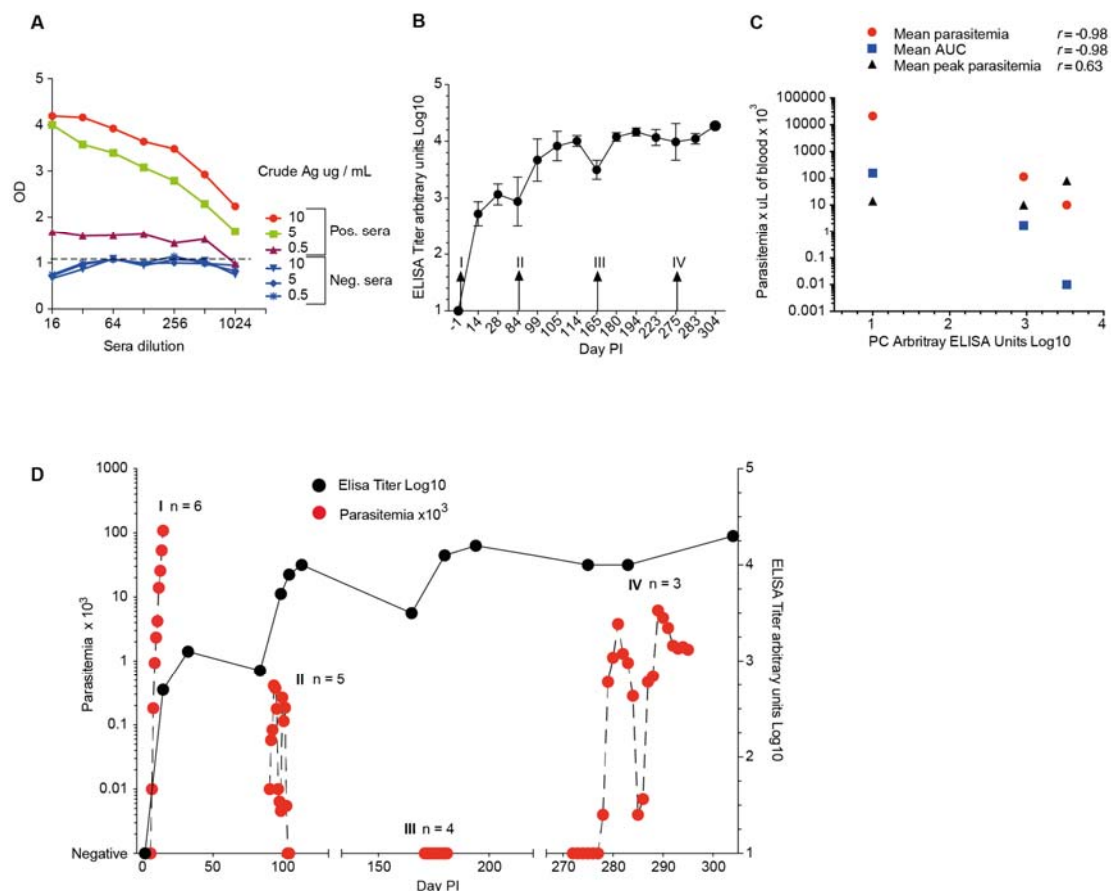 A
OD
5
4
3
2
1
0
16
64
256
1024
Sera dilution
Crude Ag ug / mL
10
5
0.5
Pos. sera
10
5
0.5
Neg. sera
B
ELISA Titer arbitrary units Log10
5
4
3
2
1
I
II
III
IV
-1
14
28
84
99
105
114
165
180
194
223
275
283
304
Day PI
C
Mean parasitemia r = -0.98
Mean AUC r = -0.98
Mean peak parasitemia r = 0.63
Parasitemia x uL of blood x 10³
100000
10000
1000
100
10
1
0.1
0.01
0.001
1
2
3
4
PC Arbritray ELISA Units Log10
D
Elisa Titer Log10
Parasitemia x10³
Parasitemia x 10³
1000
100
10
1
0.1
0.01
Negative
I n = 6
II n = 5
III n = 4
IV n = 3
5
4
3
2
1
ELISA Titer arbitrary units Log10
0
50
100
150
200
270
280
290
300
Day PI